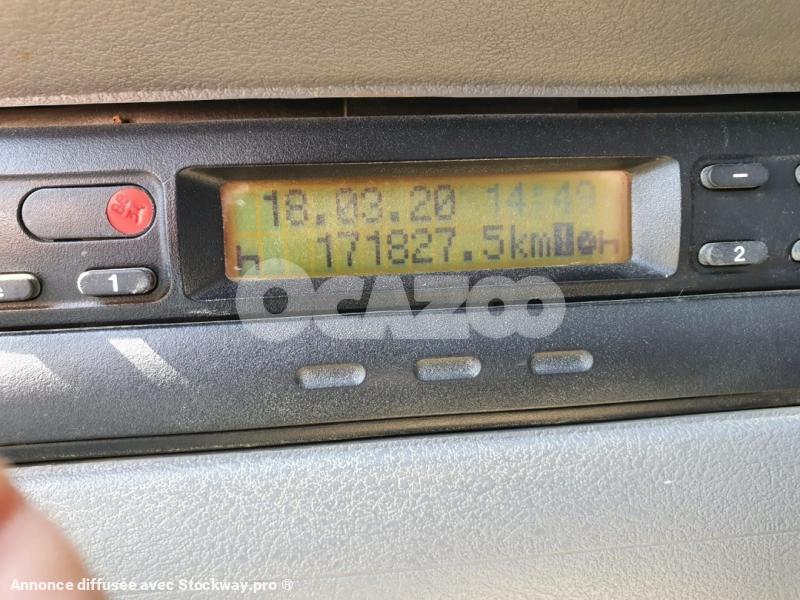 18.03.20 14:49
171827.5km
1
2
OCAZOO
Annonce diffusée avec Stockway.pro ®